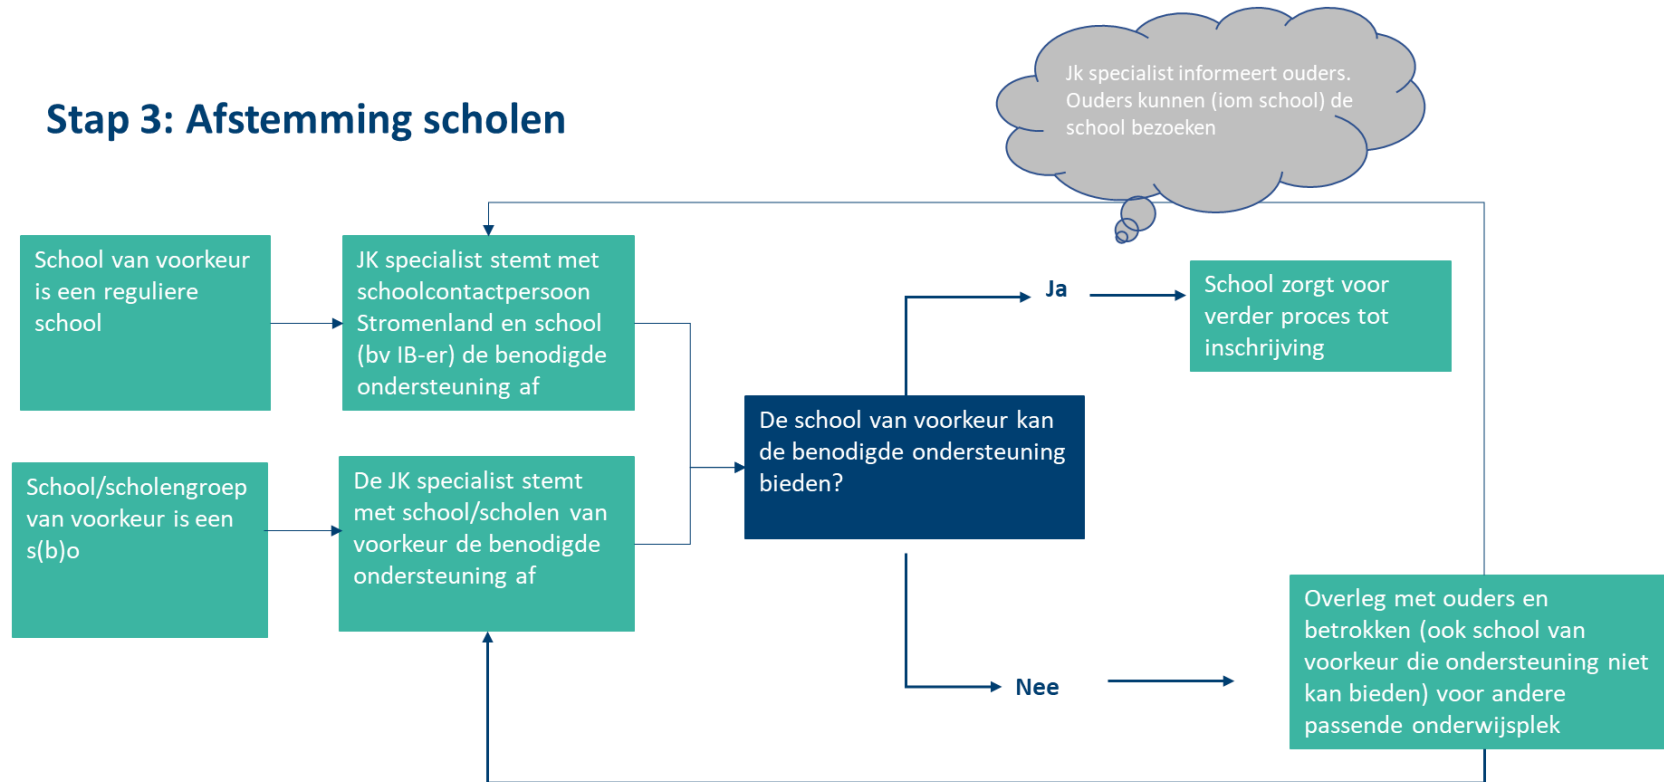 Jk specialist informeert ouders.
Ouders kunnen (iom school) de
school bezoeken
Stap 3: Afstemming scholen
School van voorkeur
is een reguliere
school
JK specialist stemt met
schoolcontactpersoon
Stromenland en school
(bv IB-er) de benodigde
ondersteuning af
Ja
School zorgt voor
verder proces tot
inschrijving
De school van voorkeur kan
de benodigde ondersteuning
bieden?
School/scholengroep
van voorkeur is een
s(b)o
De JK specialist stemt
met school/scholen van
voorkeur de benodigde
ondersteuning af
Nee
Overleg met ouders en
betrokken (ook school van
voorkeur die ondersteuning niet
kan bieden) voor andere
passende onderwijsplek